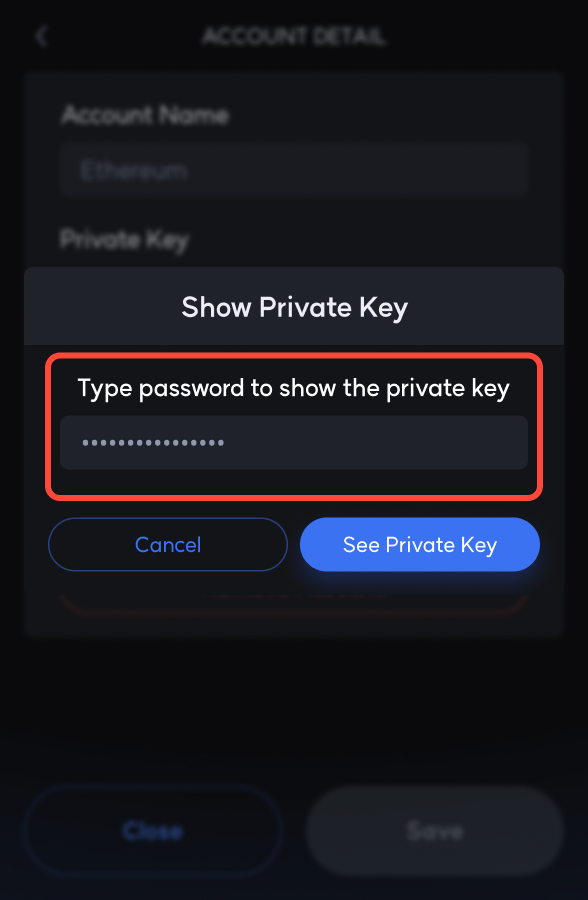 ACCOUNT DETAIL
Account Name
Ethereum
Private Key
Show Private Key
Type password to show the private key
••••••••••••••••
Cancel
See Private Key
Close
Save